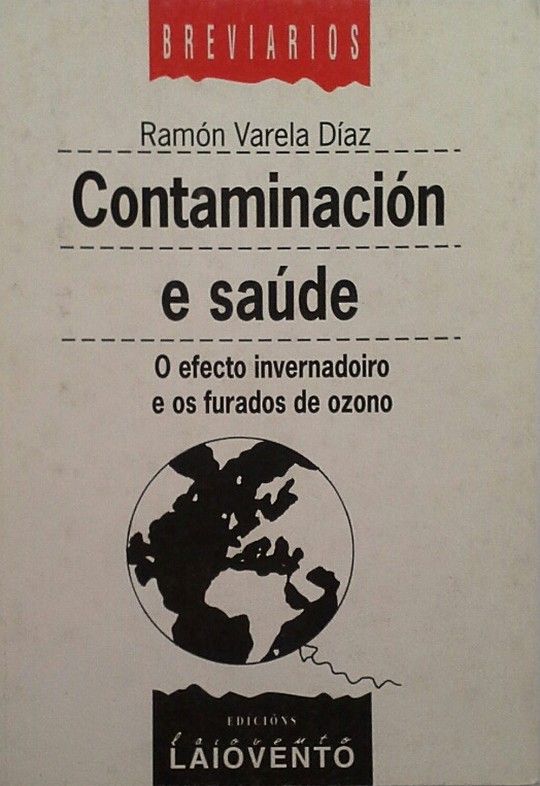 BREVIARIOS
Ramón Varela Díaz
Contaminación
e saúde
O efecto invernadoiro
e os furados de ozono
EDICIÓNS
laiovento
LAIOVENTO